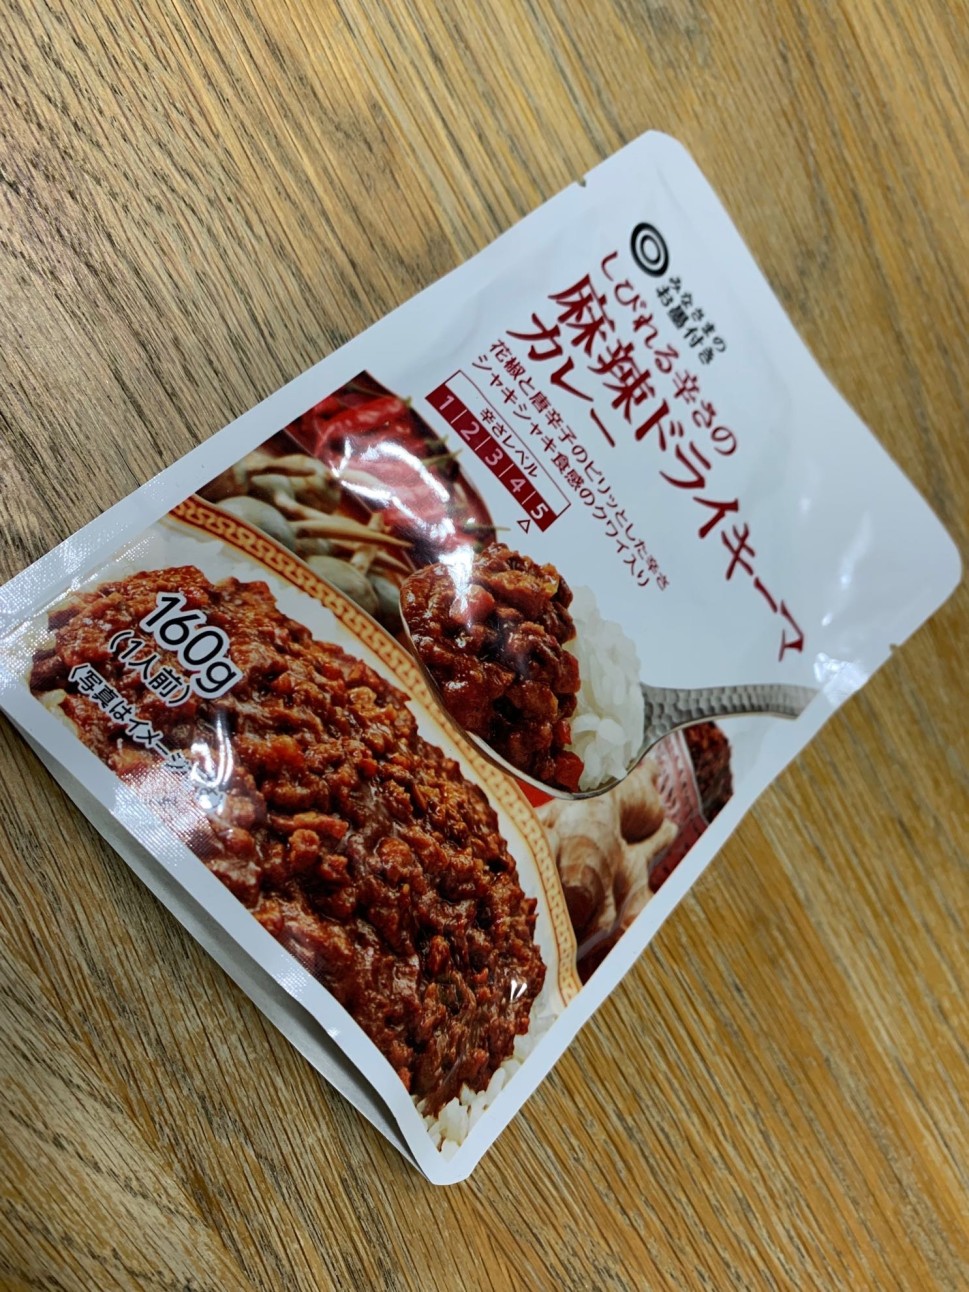 みなさまの
お墨付き
しびれる辛さの
麻辣ドライキーマ
カレー
花椒と唐辛子のピリッとした辛さ
シャキシャキ食感のクワイ入り
辛さレベル
1 2 3 4 5
△
160g
(1人前)
(写真はイメージ